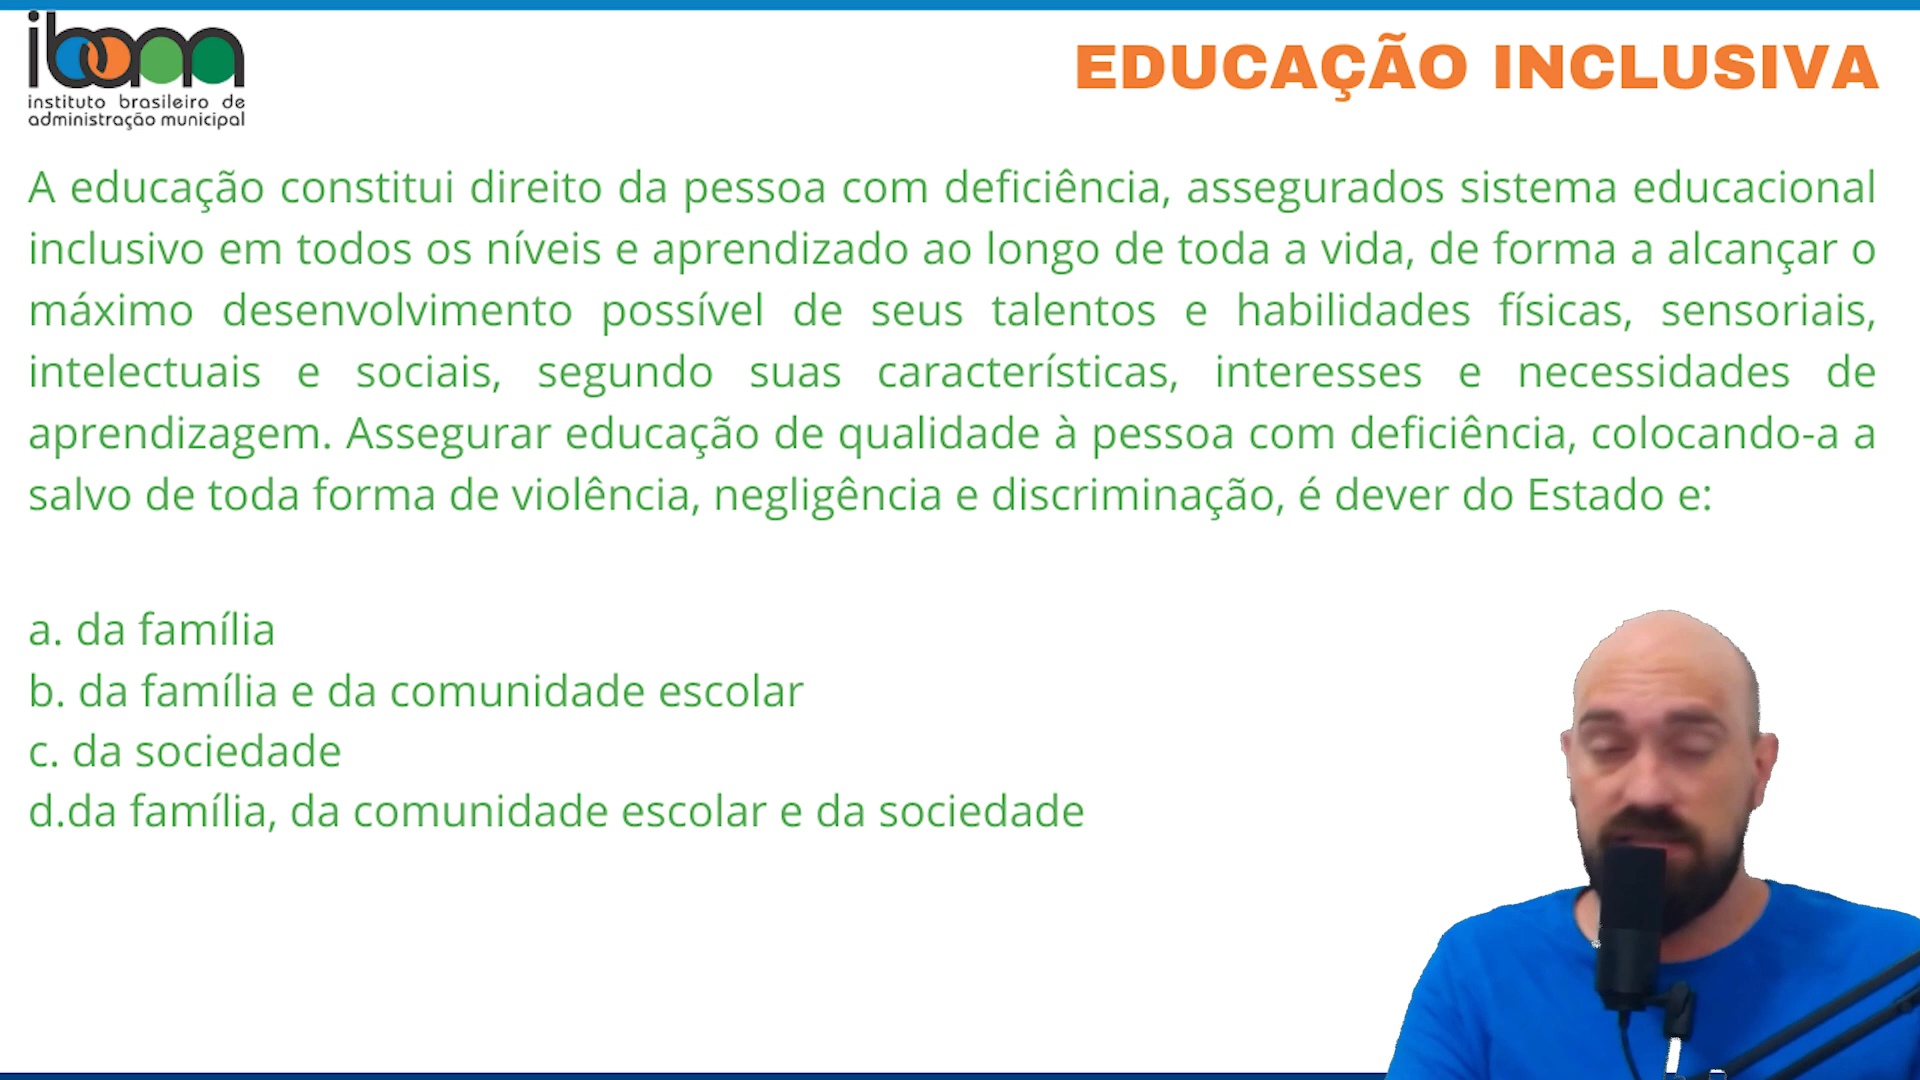 ibam
instituto brasileiro de
administração municipal
EDUCAÇÃO INCLUSIVA
A educação constitui direito da pessoa com deficiência, assegurados sistema educacional
inclusivo em todos os níveis e aprendizado ao longo de toda a vida, de forma a alcançar o
máximo desenvolvimento possível de seus talentos e habilidades físicas, sensoriais,
intelectuais e sociais, segundo suas características, interesses e necessidades de
aprendizagem. Assegurar educação de qualidade à pessoa com deficiência, colocando-a a
salvo de toda forma de violência, negligência e discriminação, é dever do Estado e:
a. da família
b. da família e da comunidade escolar
c. da sociedade
d.da família, da comunidade escolar e da sociedade